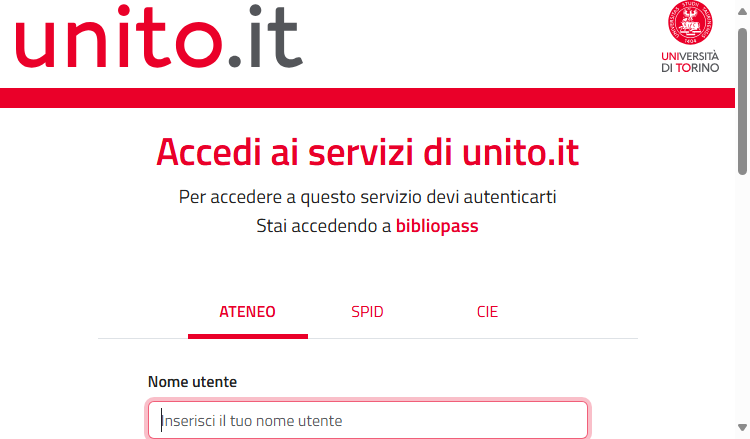 unito.it
UNIVERSITÀ
DI TORINO
Accedi ai servizi di unito.it
Per accedere a questo servizio devi autenticarti
Stai accedendo a bibliopass
ATENEO SPID CIE
Nome utente
Inserisci il tuo nome utente